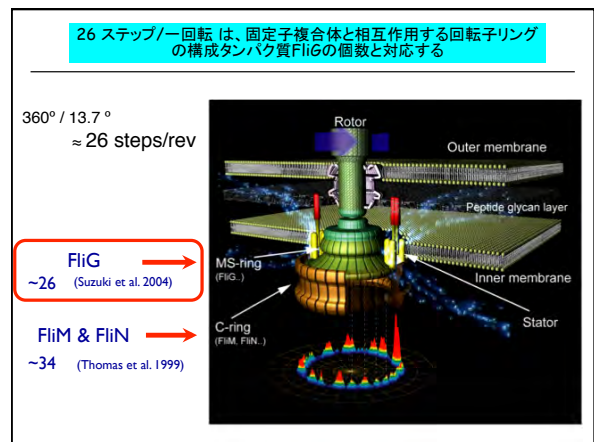 26 ステップ/一回転 は、固定子複合体と相互作用する回転子リング
の構成タンパク質FliGの個数と対応する
360º / 13.7 º
≈ 26 steps/rev
Rotor
Outer membrane
Peptide glycan layer
FliG
~26 (Suzuki et al. 2004)
MS-ring
(FliG..)
Inner membrane
Stator
C-ring
(FliM, FliN..)
FliM & FliN
~34 (Thomas et al. 1999)